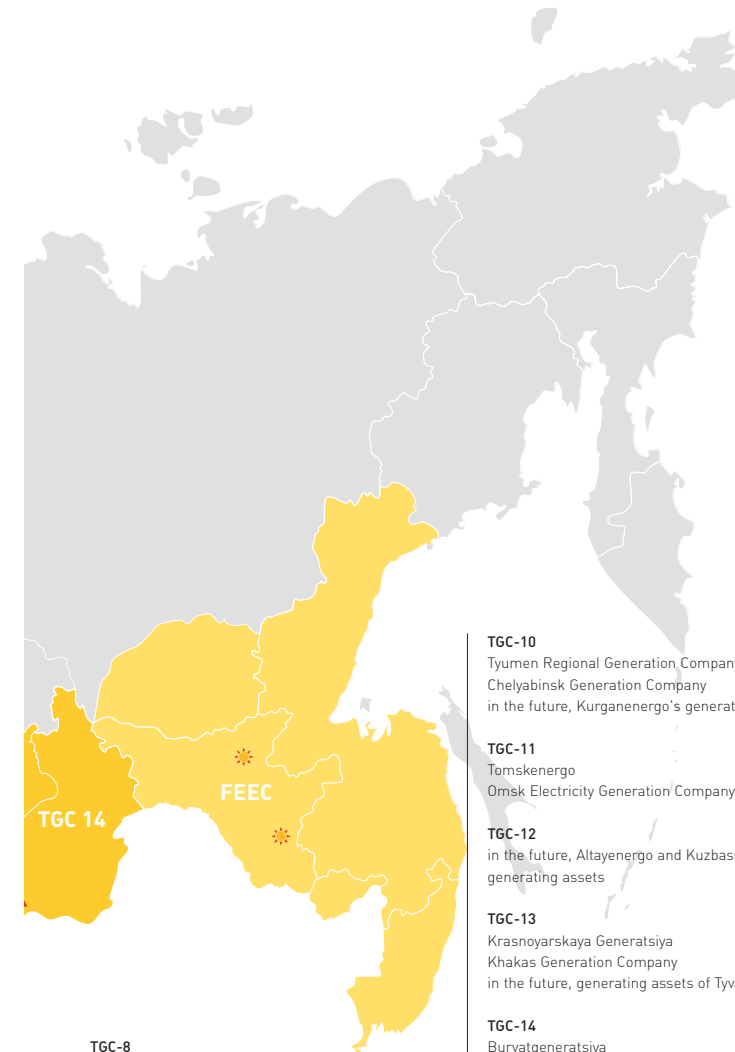 FEEC
TGC 14
TGC-10
Tyumen Regional Generation
Chelyabinsk Generation Company
in the future, Kurganenergo's
TGC-11
Tomskenergo
Omsk Electricity Generation Company
TGC-12
in the future, Altayenergo and
generating assets
TGC-13
Krasnoyarskaya Generatsiya
Khakas Generation Company
in the future, generating assets of
TGC-14
Buryatgeneratsiya
TGC-8